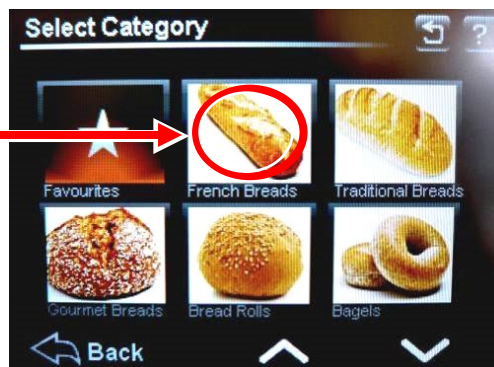 Select Category
?
Favourites
French Breads
Traditional Breads
Gourmet Breads
Bread Rolls
Bagels
Back